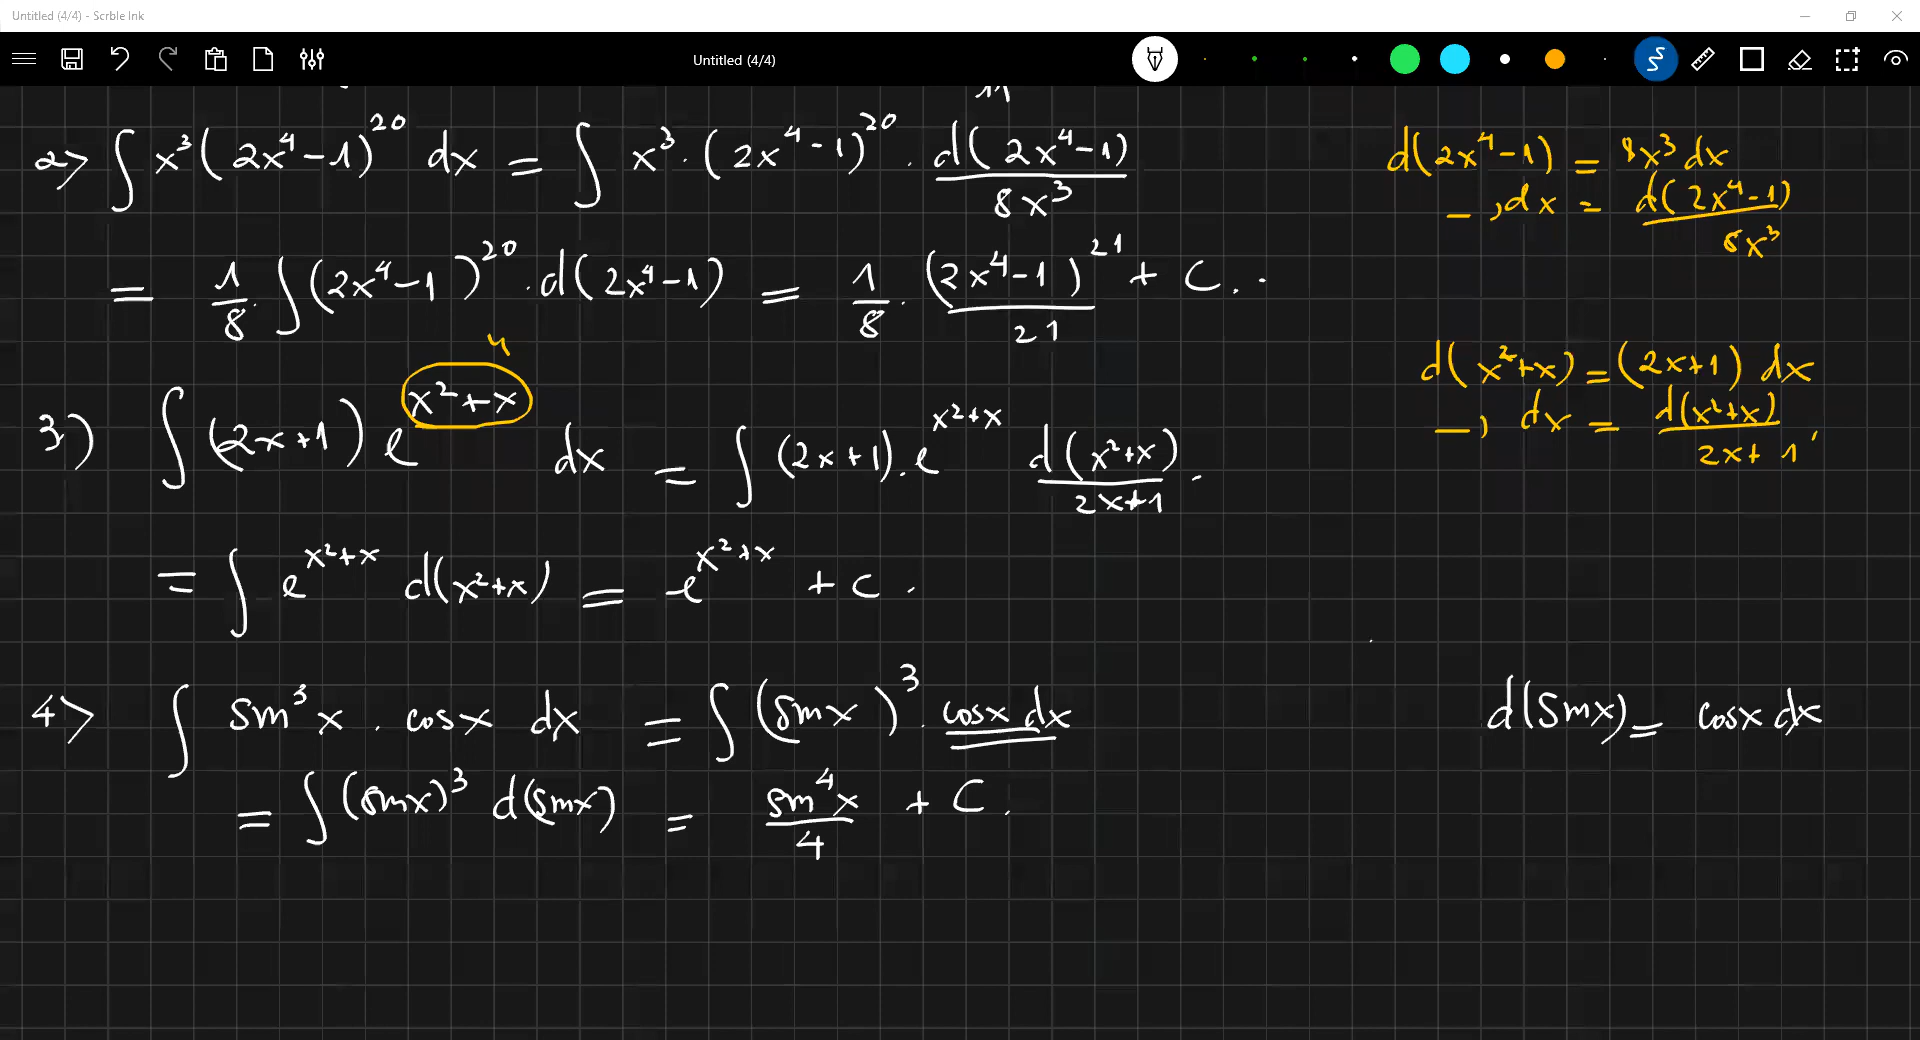 Untitled (4/4) - Scrble Ink
Untitled (4/4)
2> ∫ x³(2x⁴-1)²⁰ dx = ∫ x³.(2x⁴-1)²⁰. d(2x⁴-1)/8x³
d(2x⁴-1) = 8x³dx
→ dx = d(2x⁴-1)/8x³
= 1/8. ∫(2x⁴-1)²⁰.d(2x⁴-1) = 1/8. (2x⁴-1)²¹/21 + C.
3) ∫(2x+1) e^(x²+x) dx = ∫(2x+1).e^(x²+x) d(x²+x)/2x+1.
d(x²+x) = (2x+1) dx
→ dx = d(x²+x)/2x+1
= ∫ e^(x²+x) d(x²+x) = e^(x²+x) + C.
4> ∫ sin³x . cosx dx = ∫(sinx)³. cosx dx
d(sinx) = cosx dx
= ∫(sinx)³ d(sinx) = sin⁴x/4 + C.